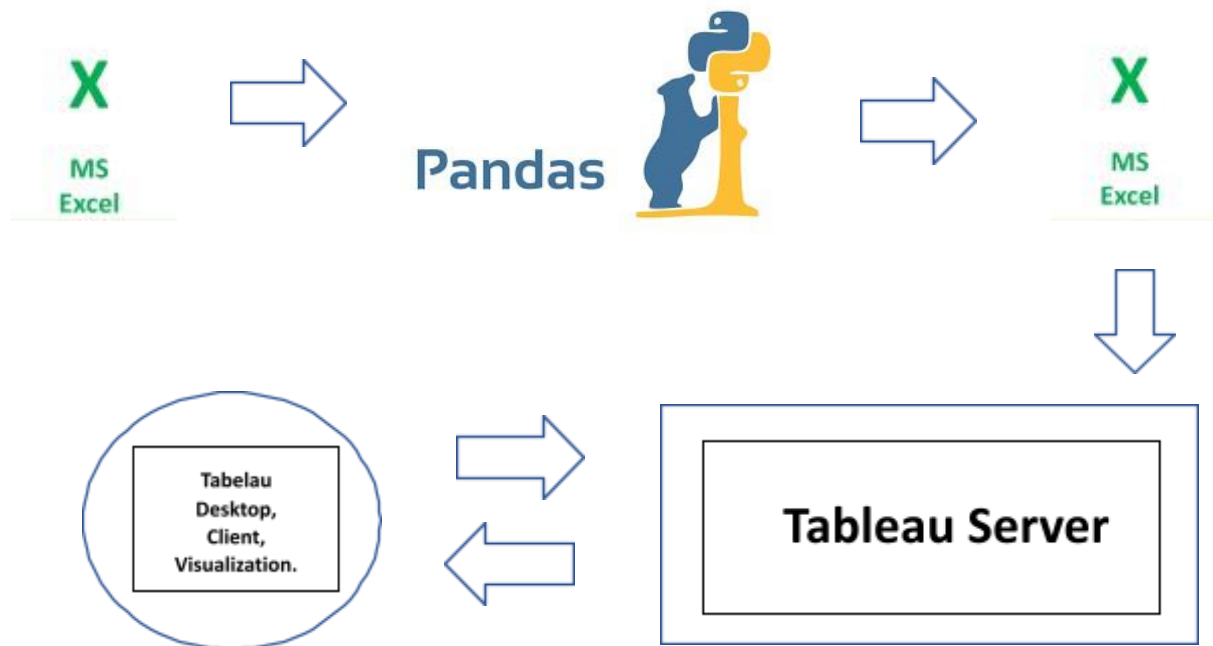 X
MS
Excel
Pandas
X
MS
Excel
Tabelau
Desktop,
Client,
Visualization.
Tableau Server